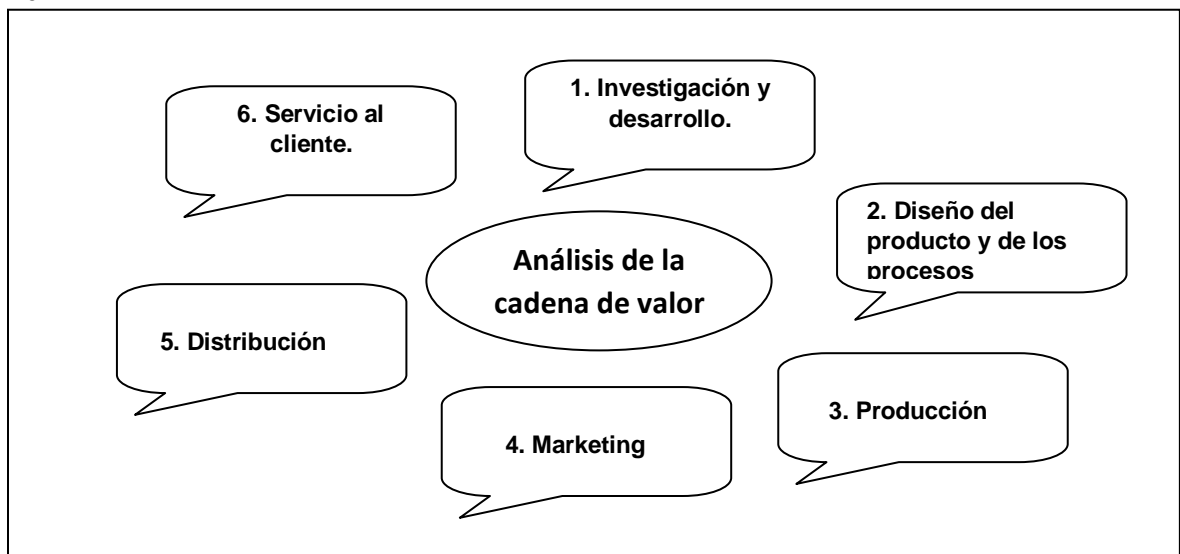 1. Investigación y
desarrollo.
2. Diseño del
producto y de los
procesos
3. Producción
4. Marketing
5. Distribución
6. Servicio al
cliente.
Análisis de la
cadena de valor